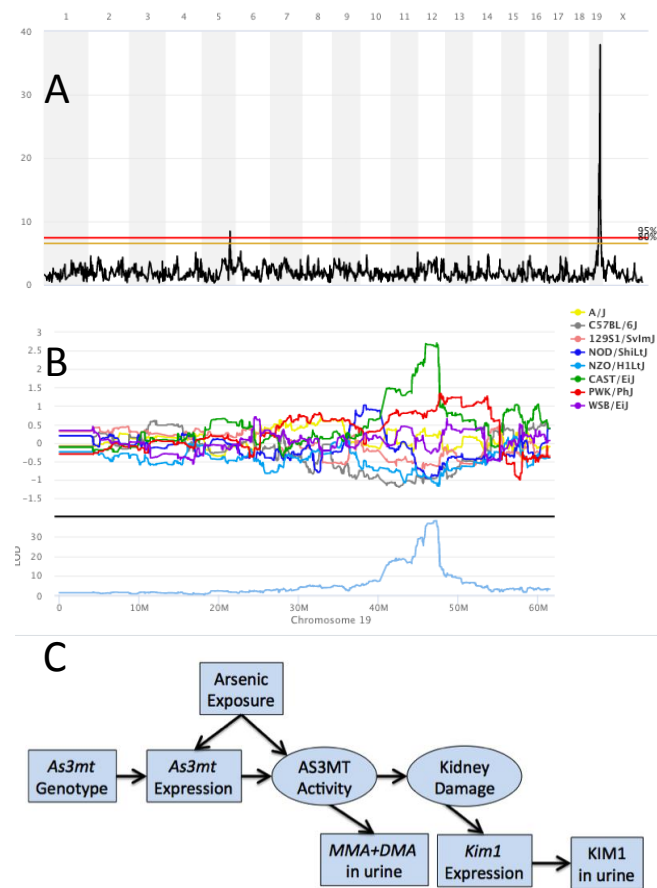 1 2 3 4 5 6 7 8 9 10 11 12 13 14 15 16 17 18 19 X
40
A
30
20
10
95%
0
B
3
2.5
2
1.5
1
0.5
0
−0.5
−1
−1.5
A/J
C57BL/6J
129S1/SvImJ
NOD/ShiLtJ
NZO/H1LtJ
CAST/EiJ
PWK/PhJ
WSB/EiJ
LOD
30
20
10
0
0 10M 20M 30M 40M 50M 60M
Chromosome 19
C
Arsenic
Exposure
As3mt
Genotype
As3mt
Expression
AS3MT
Activity
Kidney
Damage
MMA+DMA
in urine
Kim1
Expression
KIM1
in urine